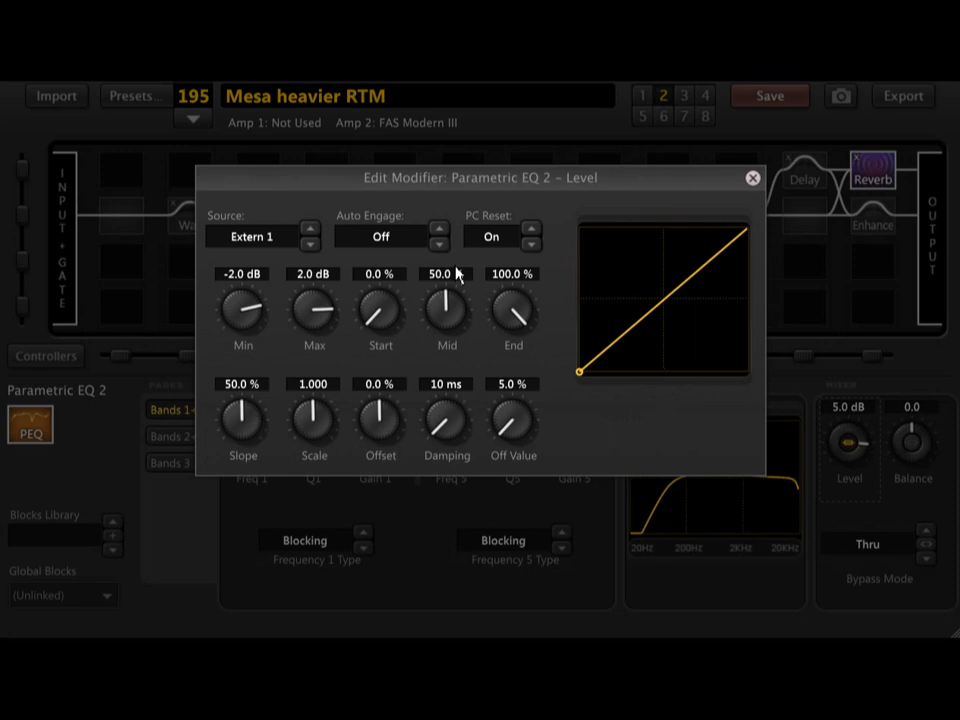 Import
Presets...
195
Mesa heavier RTM
1 2 3 4
5 6 7 8
Save
Export
Amp 1: Not Used Amp 2: FAS Modern III
INPUT + GATE
Wa
Delay
Reverb
Enhance
OUTPUT
Edit Modifier: Parametric EQ 2 - Level
Source:
Auto Engage:
PC Reset:
Extern 1
Off
On
-2.0 dB
2.0 dB
0.0 %
50.0
100.0 %
Min
Max
Start
Mid
End
50.0 %
1.000
0.0 %
10 ms
5.0 %
Slope
Scale
Offset
Damping
Off Value
Controllers
Parametric EQ 2
PEQ
PAGES
Bands 1
Bands 2
Bands 3
Blocks Library
Global Blocks
(Unlinked)
Freq 1
Q1
Gain 1
Freq 5
Q5
Gain 5
Blocking
Blocking
Frequency 1 Type
Frequency 5 Type
20Hz 200Hz 2KHz 20KHz
MIXER
5.0 dB
0.0
Level
Balance
Thru
Bypass Mode